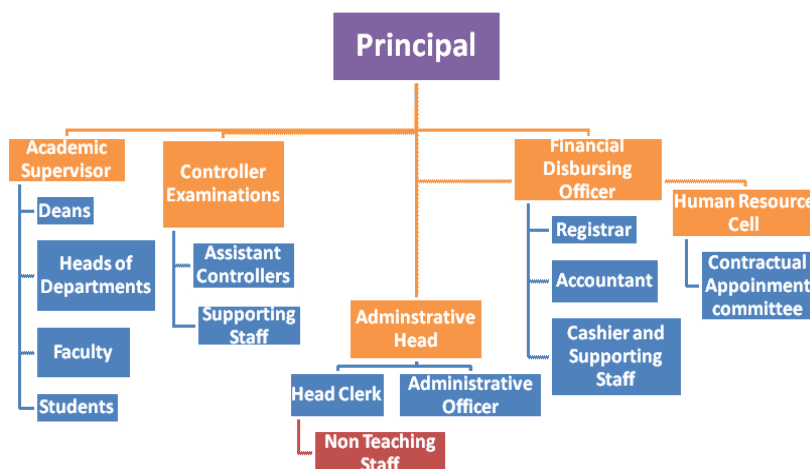 Principal
Academic
Supervisor
Deans
Heads of
Departments
Faculty
Students
Controller
Examinations
Assistant
Controllers
Supporting
Staff
Adminstrative
Head
Head Clerk
Non Teaching
Staff
Administrative
Officer
Financial
Disbursing
Officer
Registrar
Accountant
Cashier and
Supporting
Staff
Human Resource
Cell
Contractual
Appoinment
committee